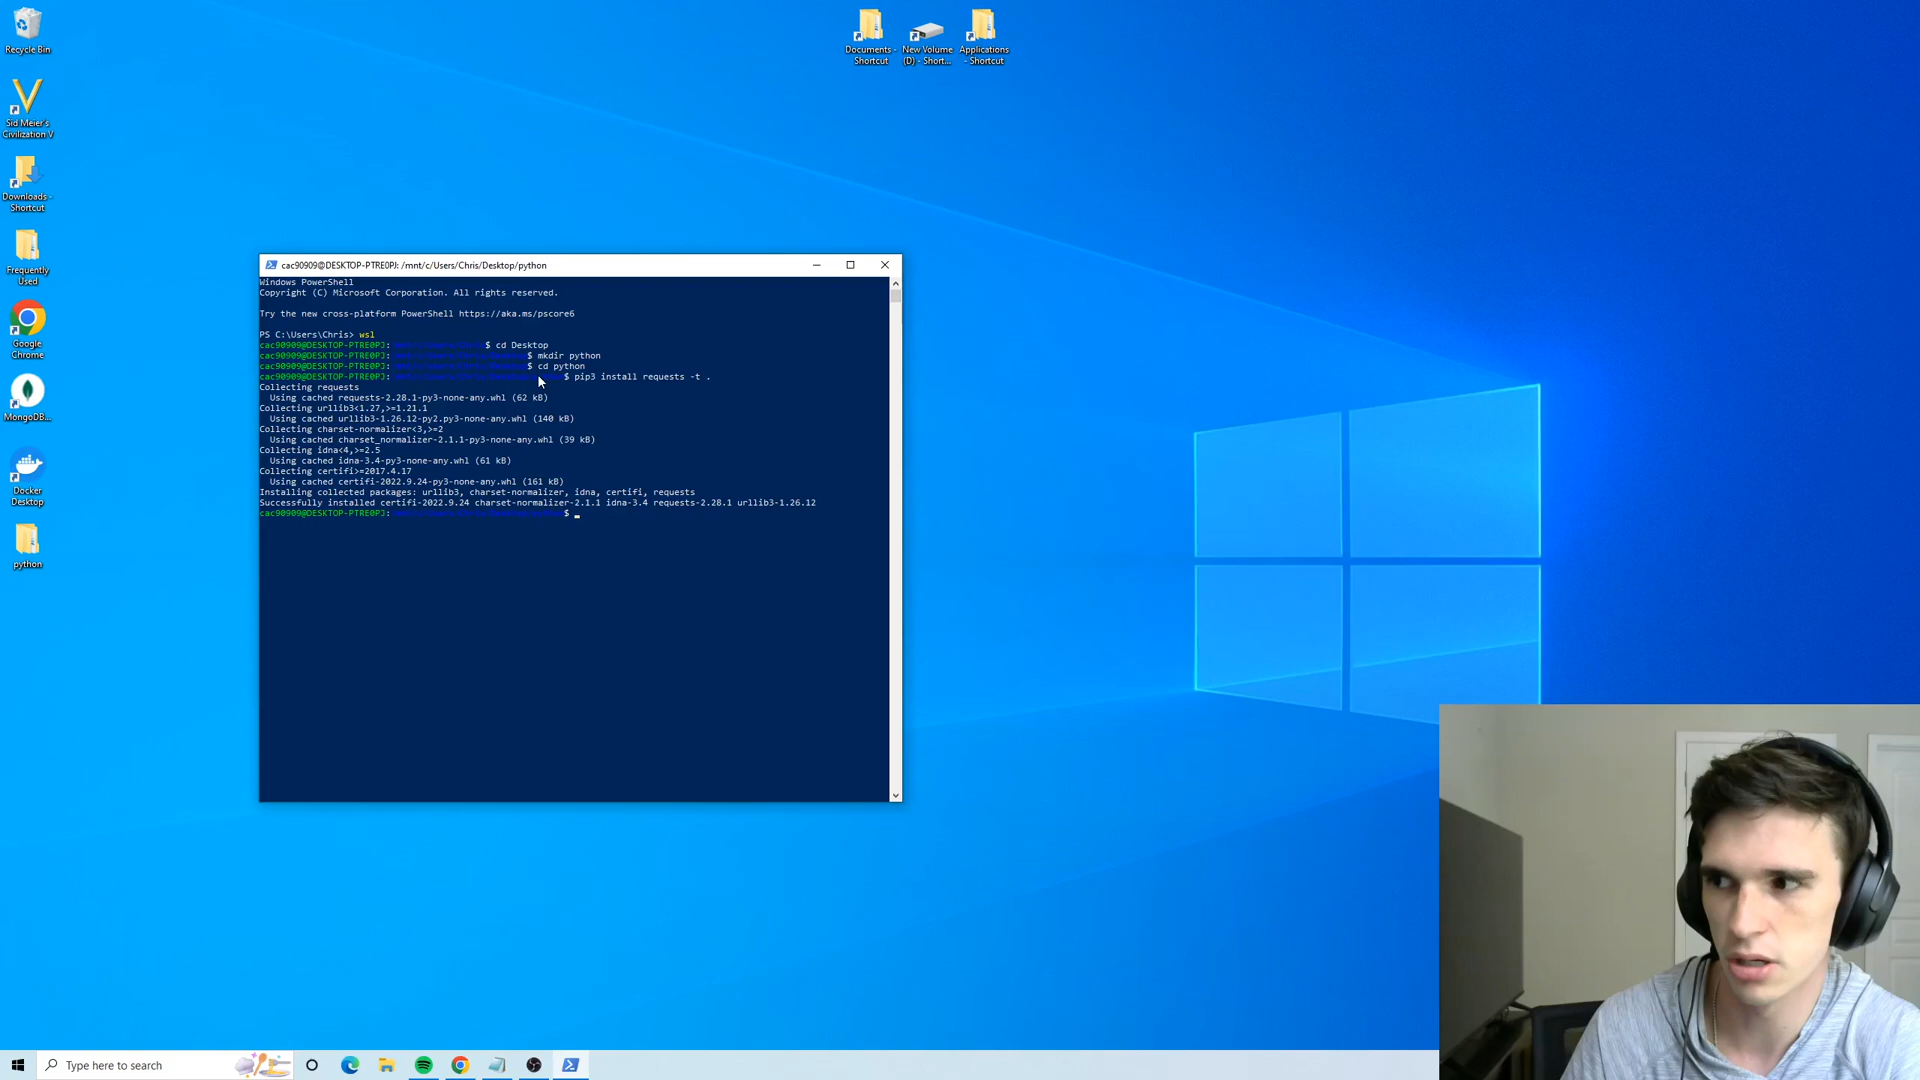 Recycle Bin
Sid Meier's
Civilization V
Downloads -
Shortcut
Frequently
Used
Google
Chrome
MongoDB...
Docker
Desktop
python
Documents -
Shortcut
New Volume
(D) - Short...
Applications
- Shortcut
cac90909@DESKTOP-PTRE0PJ: /mnt/c/Users/Chris/Desktop/python
Windows PowerShell
Copyright (C) Microsoft Corporation. All rights reserved.
Try the new cross-platform PowerShell https://aka.ms/pscore6
PS C:\Users\Chris> wsl
cac90909@DESKTOP-PTRE0PJ: $ cd Desktop
cac90909@DESKTOP-PTRE0PJ: $ mkdir python
cac90909@DESKTOP-PTRE0PJ: $ cd python
cac90909@DESKTOP-PTRE0PJ: $ pip3 install requests -t .
Collecting requests
Using cached requests-2.28.1-py3-none-any.whl (62 kB)
Collecting urllib3<1.27,>=1.21.1
Using cached urllib3-1.26.12-py2.py3-none-any.whl (140 kB)
Collecting charset-normalizer<3,>=2
Using cached charset_normalizer-2.1.1-py3-none-any.whl (39 kB)
Collecting idna<4,>=2.5
Using cached idna-3.4-py3-none-any.whl (61 kB)
Collecting certifi>=2017.4.17
Using cached certifi-2022.9.24-py3-none-any.whl (161 kB)
Installing collected packages: urllib3, charset-normalizer, idna, certifi, requests
Successfully installed certifi-2022.9.24 charset-normalizer-2.1.1 idna-3.4 requests-2.28.1 urllib3-1.26.12
cac90909@DESKTOP-PTRE0PJ: $
Type here to search